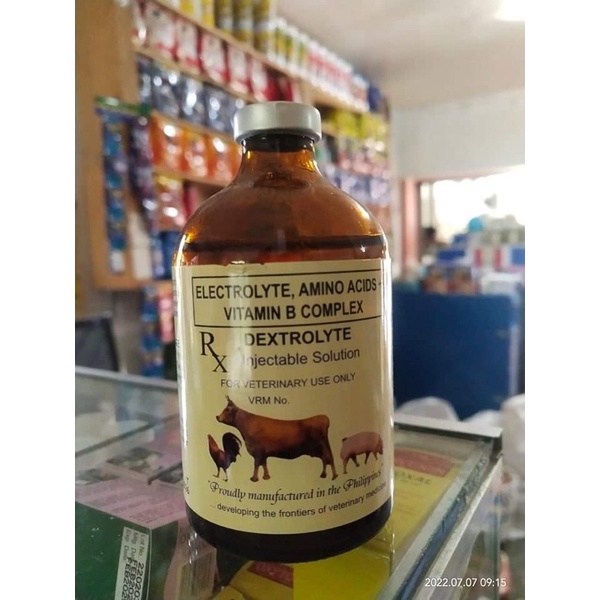 ELECTROLYTE, AMINO ACIDS +
VITAMIN B COMPLEX
Rx
DEXTROLYTE
Injectable Solution
FOR VETERINARY USE ONLY
VRM No.
"Proudly manufactured in the Philippines"
...developing the frontiers of veterinary medicine
2022.07.07 09:15